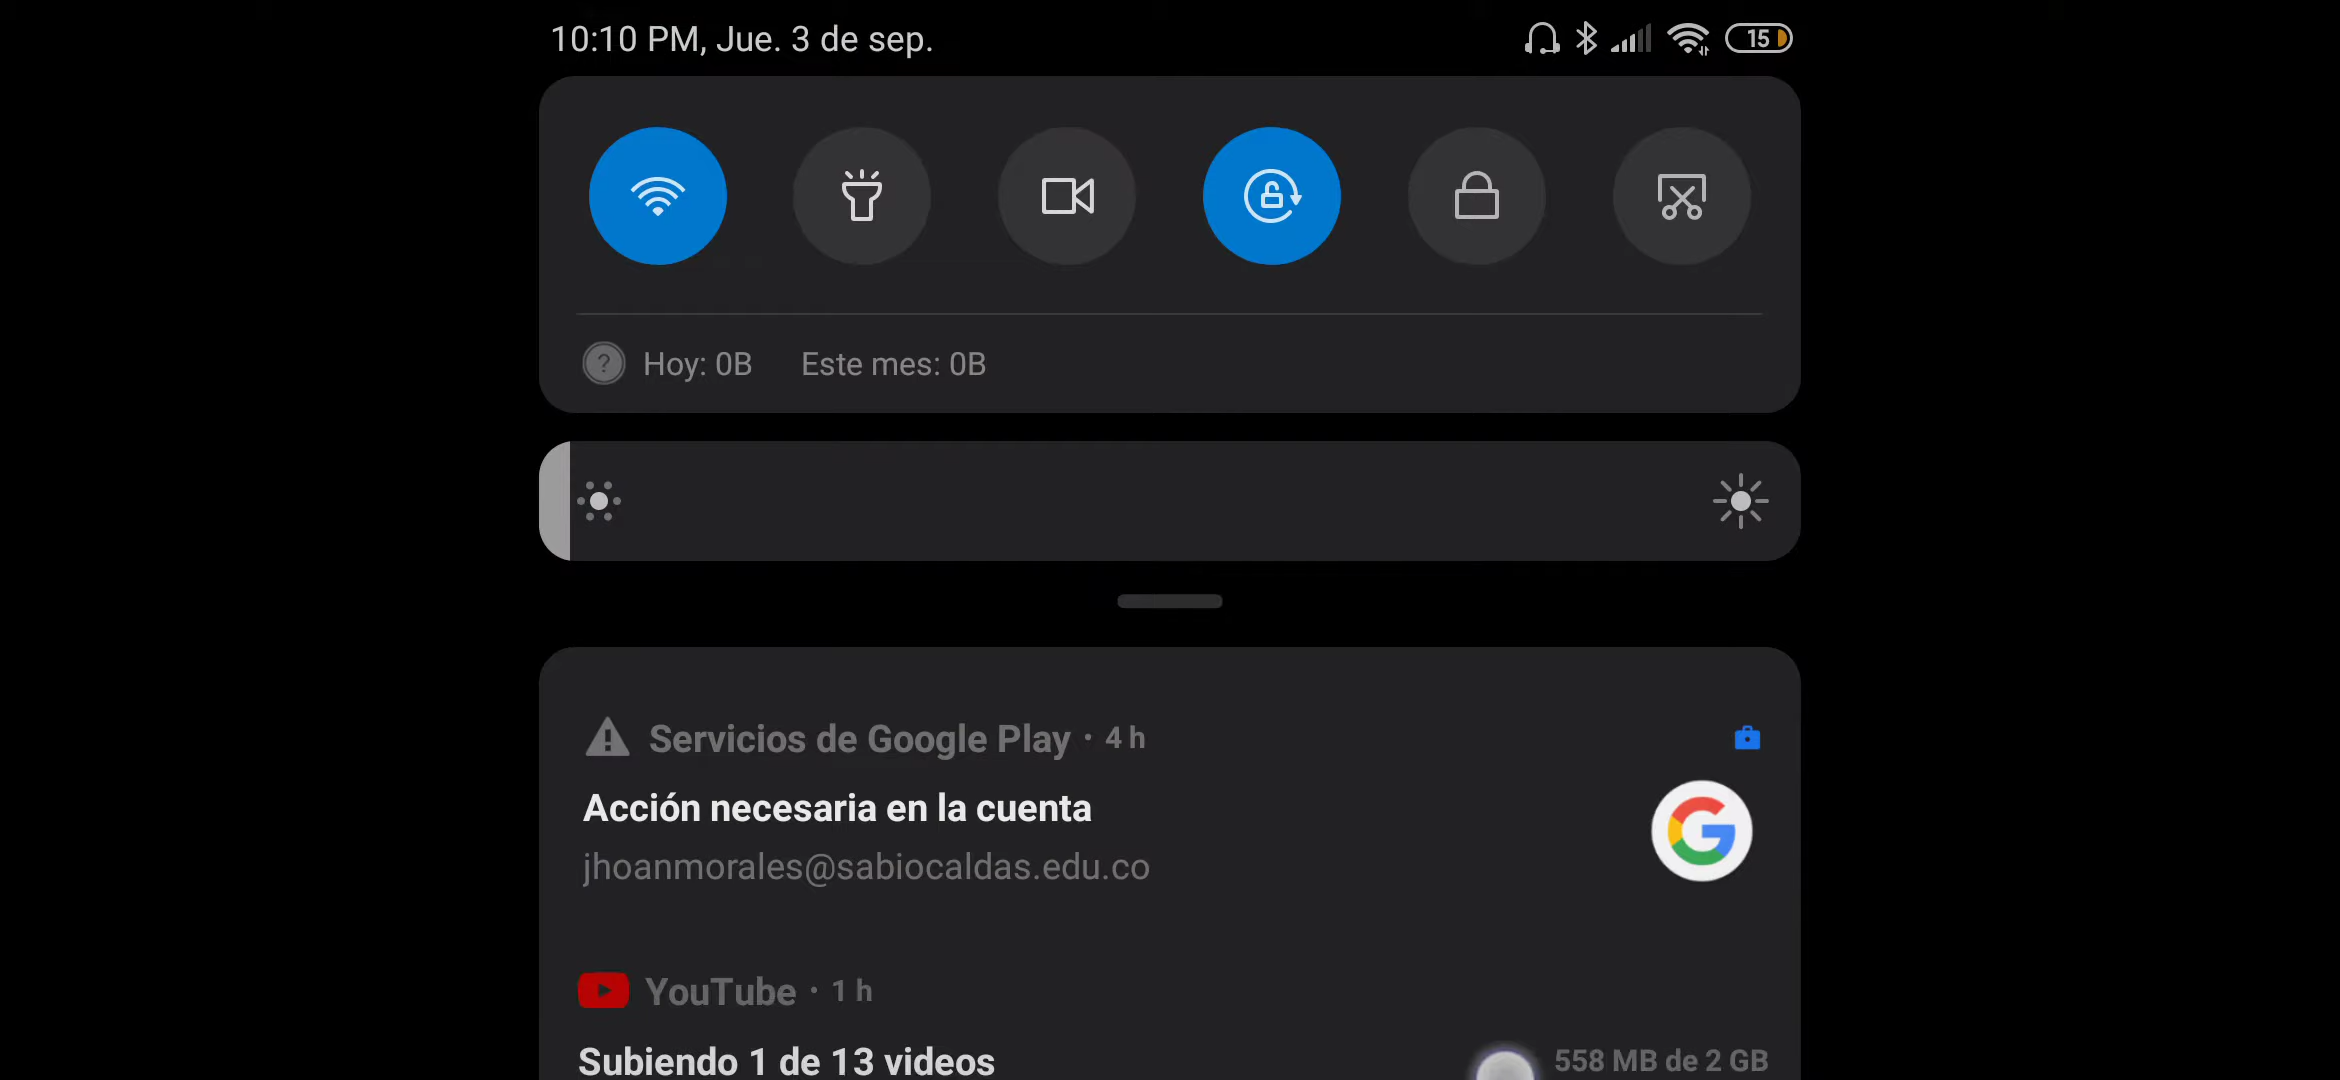 10:10 PM, Jue. 3 de sep.
15
Hoy: 0B Este mes: 0B
Servicios de Google Play · 4 h
Acción necesaria en la cuenta
jhoanmorales@sabiocaldas.edu.co
YouTube · 1 h
Subiendo 1 de 13 videos
558 MB de 2 GB